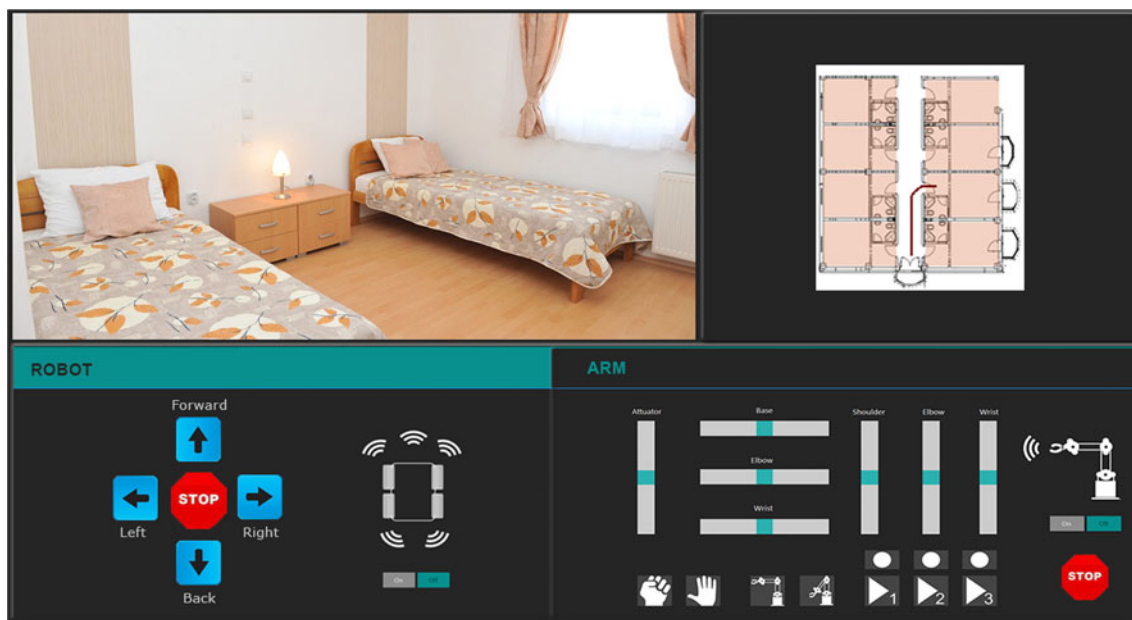 ROBOT
ARM
Forward
STOP
Left
Right
Back
On
Off
Attuator
Base
Elbow
Wrist
Shoulder
Elbow
Wrist
On
Off
1
2
3
STOP